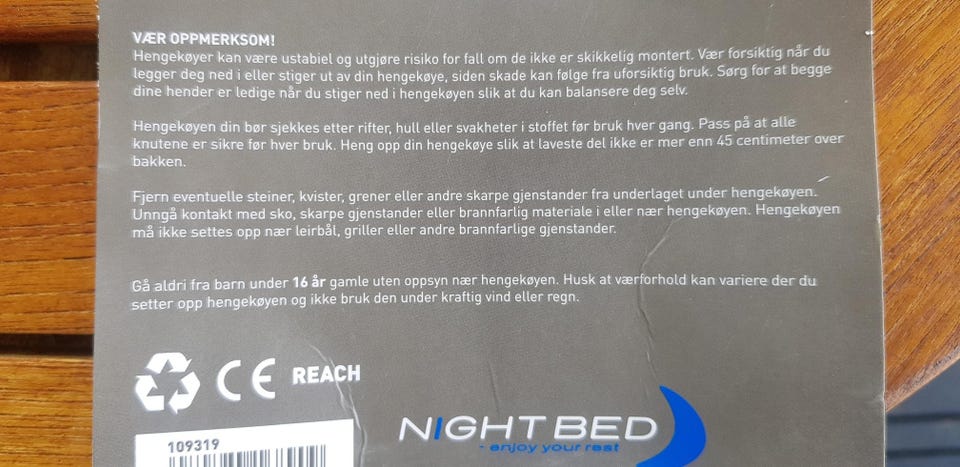 VÆR OPPMERKSOM!
Hengekøyer kan være ustabiel og utgjøre risiko for fall om de ikke er skikkelig montert. Vær forsiktig når du
legger deg ned i eller stiger ut av din hengekøye, siden skade kan følge fra uforsiktig bruk. Sørg for at begge
dine hender er ledige når du stiger ned i hengekøyen slik at du kan balansere deg selv.
Hengekøyen din bør sjekkes etter rifter, hull eller svakheter i stoffet før bruk hver gang. Pass på at alle
knutene er sikre før hver bruk. Heng opp din hengekøye slik at laveste del ikke er mer enn 45 centimeter over
bakken.
Fjern eventuelle steiner, kvister, grener eller andre skarpe gjenstander fra underlaget under hengekøyen.
Unngå kontakt med sko, skarpe gjenstander eller brannfarlig materiale i eller nær hengekøyen. Hengekøyen
må ikke settes opp nær leirbål, griller eller andre brannfarlige gjenstander.
Gå aldri fra barn under 16 år gamle uten oppsyn nær hengekøyen. Husk at værforhold kan variere der du
setter opp hengekøyen og ikke bruk den under kraftig vind eller regn.
CE REACH
NIGHT BED
- enjoy your rest
109319